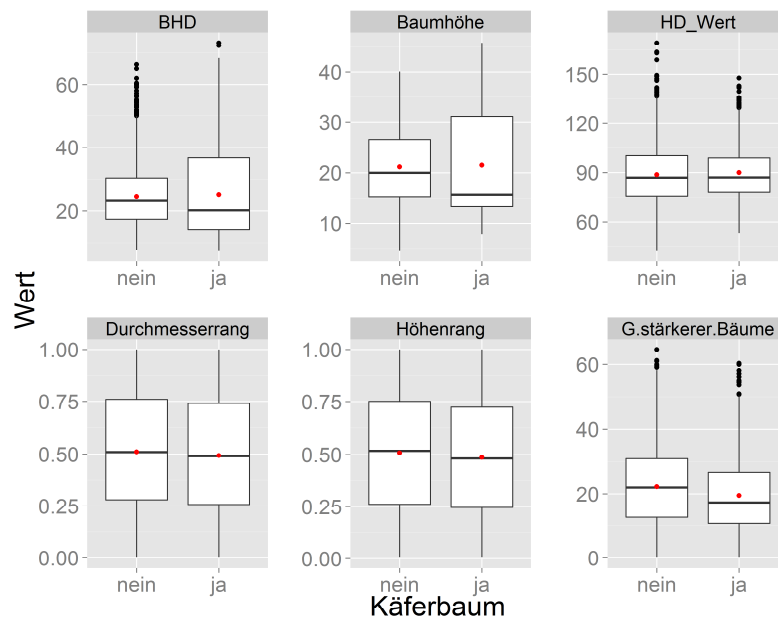 BHD
Baumhöhe
HD_Wert
60
40
20
40
30
20
10
150
120
90
60
nein
ja
nein
ja
nein
ja
Wert
Durchmesserrang
Höhenrang
G.stärkerer.Bäume
1.00
0.75
0.50
0.25
0.00
1.00
0.75
0.50
0.25
0.00
60
40
20
0
nein
ja
nein
ja
nein
ja
Käferbaum